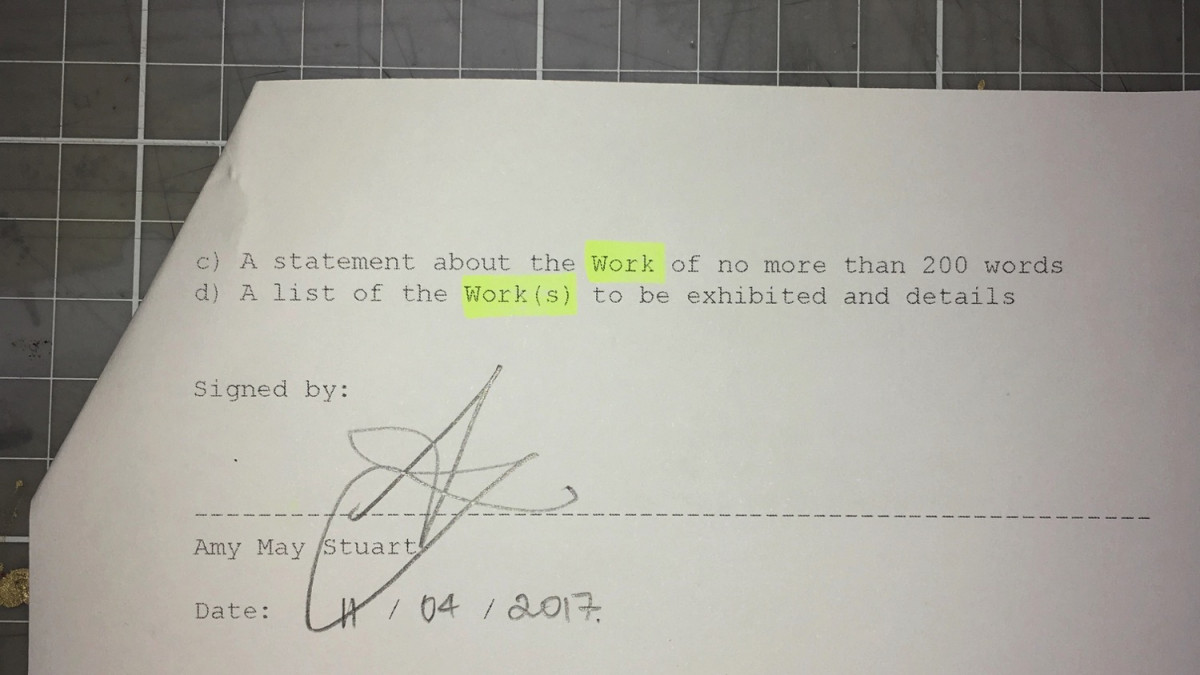 c) A statement about the Work of no more than 200 words
d) A list of the Work(s) to be exhibited and details
Signed by:
Amy May Stuart
Date: 11 / 04 / 2017.